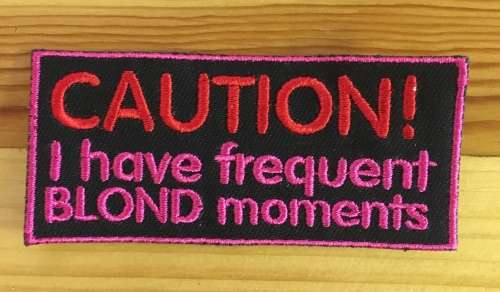 CAUTION!
I have frequent
BLOND moments